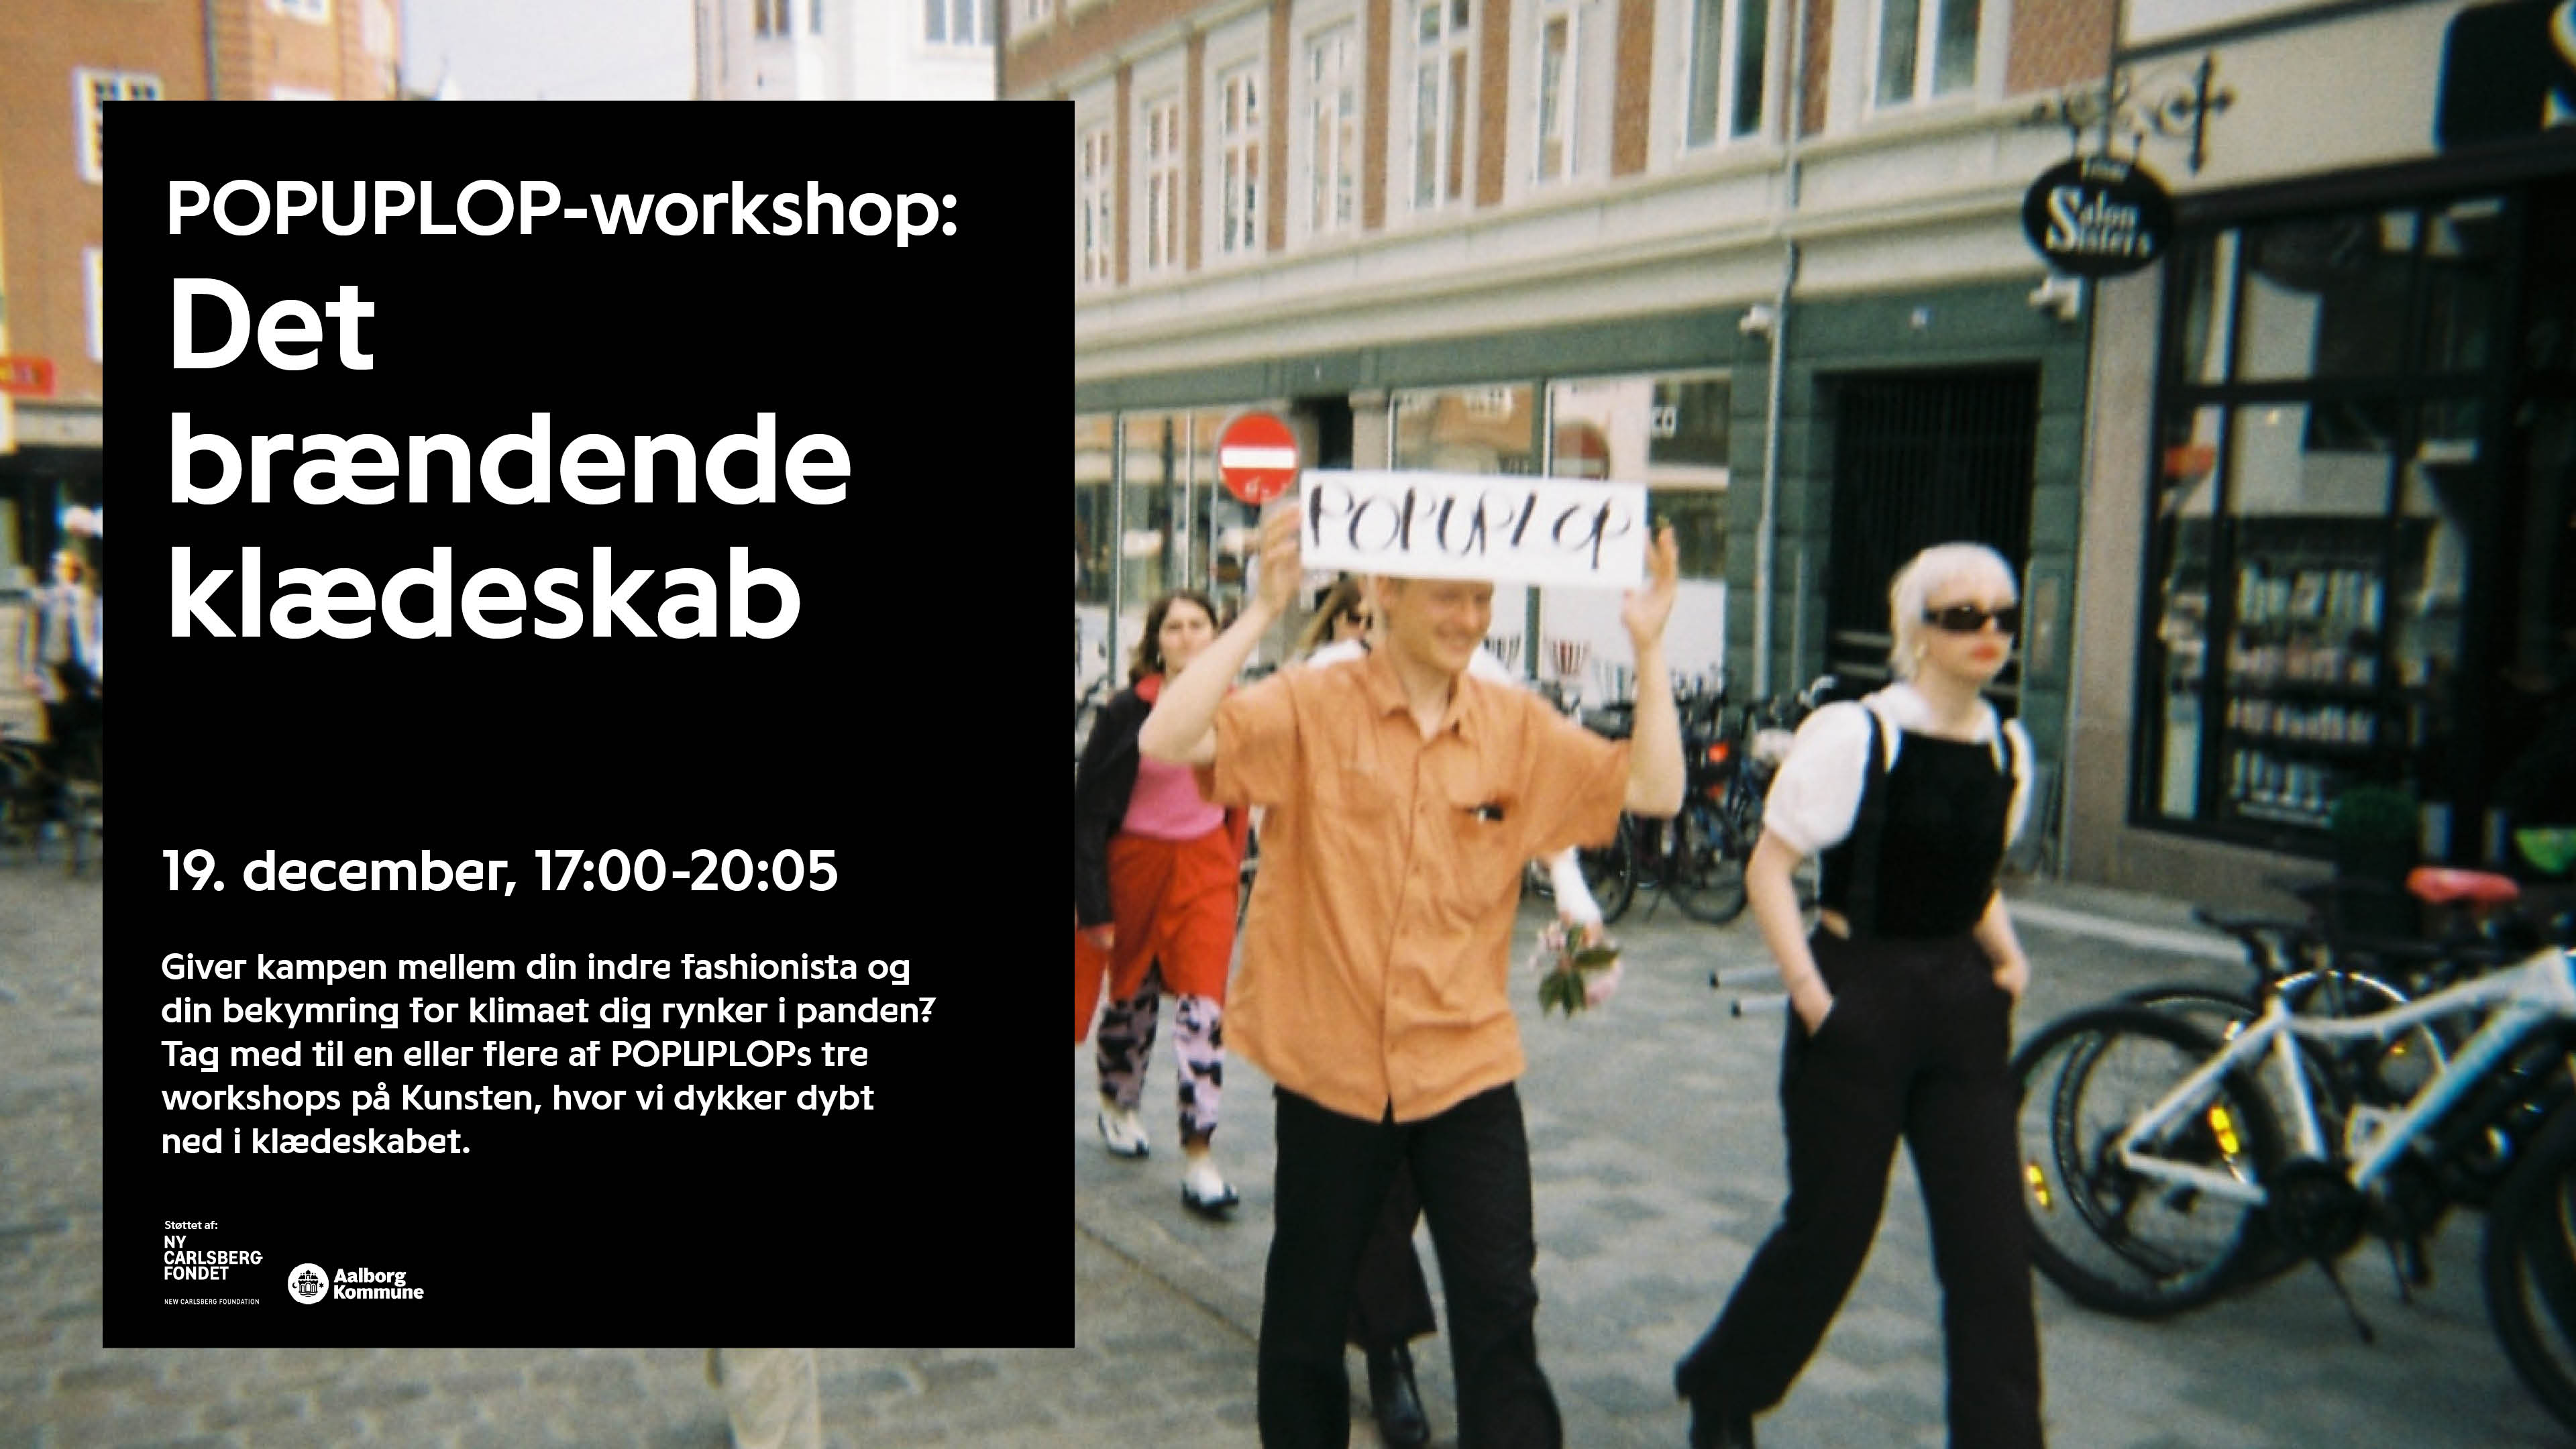 POPUPLOP-workshop:
Det
brændende
klædeskab
19. december, 17:00-20:05
Giver kampen mellem din indre fashionista og
din bekymring for klimaet dig rynker i panden?
Tag med til en eller flere af POPUPLOPs tre
workshops på Kunsten, hvor vi dykker dybt
ned i klædeskabet.
Støttet af:
NY
CARLSBERG
FONDET
NEW CARLSBERG FOUNDATION
Aalborg
Kommune
POPUPLOP
Salon
Sisters